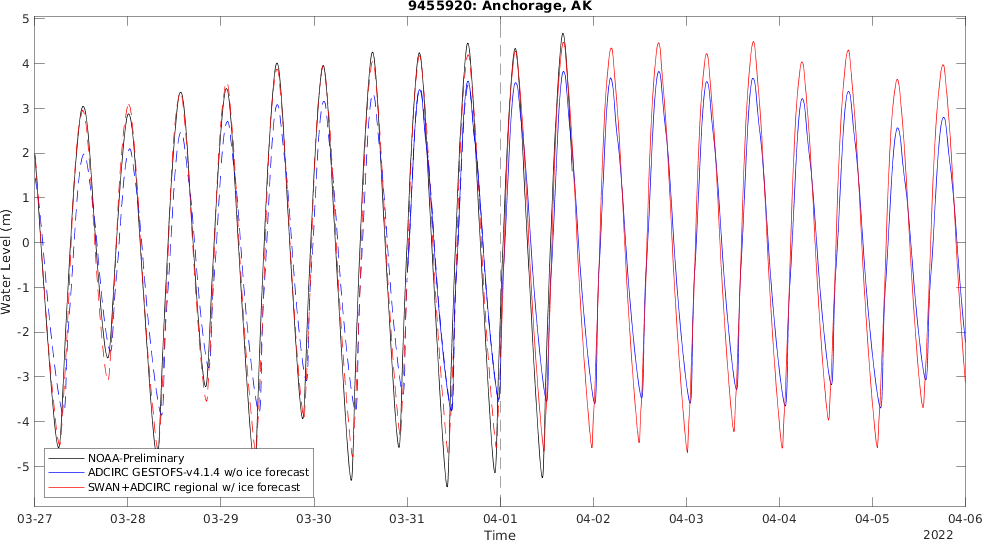 9455920: Anchorage, AK
5
4
3
2
1
0
-1
-2
-3
-4
-5
Water Level (m)
NOAA-Preliminary
ADCIRC GESTOFS-v4.1.4 w/o ice forecast
SWAN+ADCIRC regional w/ ice forecast
03-27 03-28 03-29 03-30 03-31 04-01 04-02 04-03 04-04 04-05 04-06
Time
2022